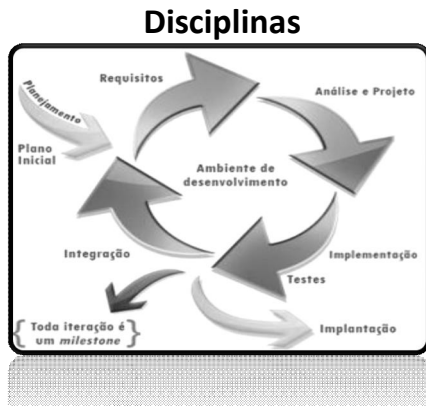 Disciplinas
Requisitos
Planejamento
Análise e Projeto
Plano
Inicial
Ambiente de
desenvolvimento
Integração
Implementação
Testes
{ Toda iteração é }
um milestone
Implantação